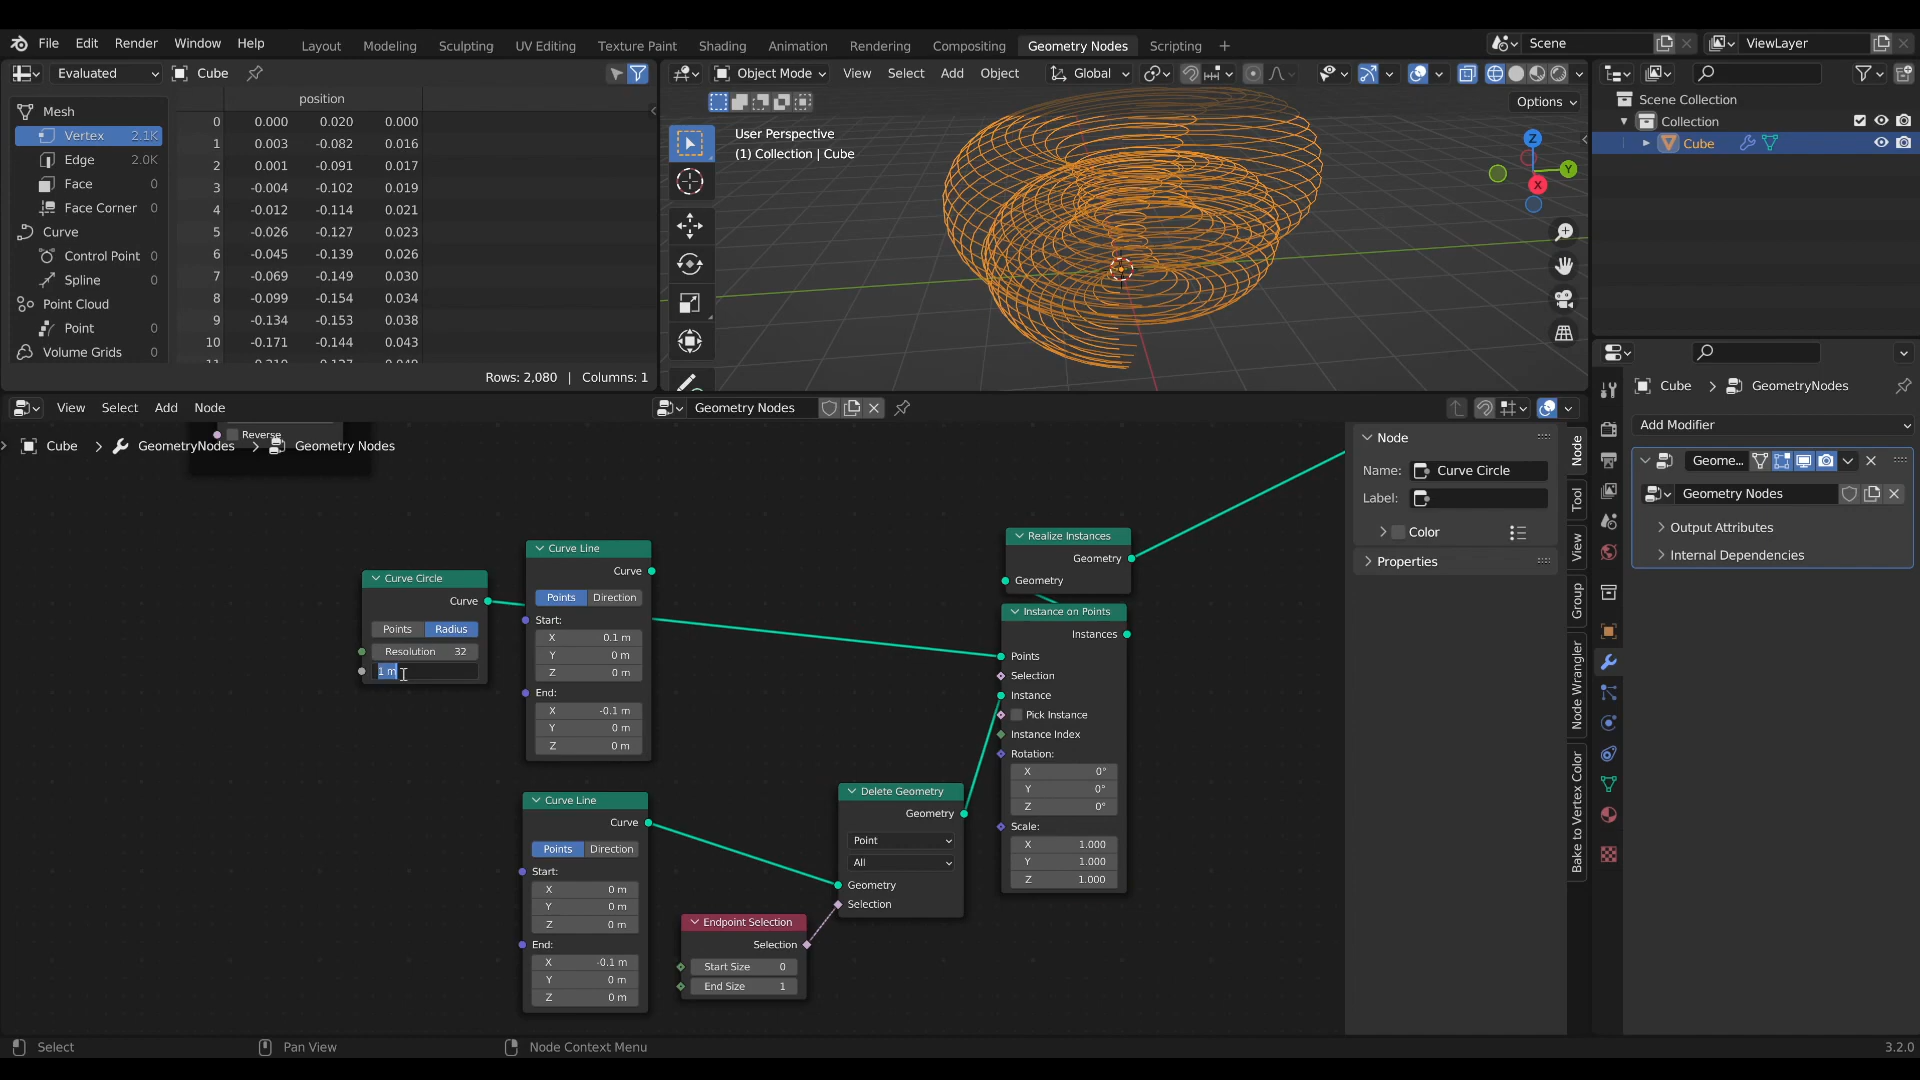 File Edit Render Window Help Layout Modeling Sculpting UV Editing Texture Paint Shading Animation Rendering Compositing Geometry Nodes Scripting + Scene ViewLayer
Evaluated Cube
Object Mode View Select Add Object Global
Options
position
Mesh
Vertex 2.1K
Edge 2.0K
Face 0
Face Corner 0
Curve
Control Point 0
Spline 0
Point Cloud
Point 0
Volume Grids 0
0 0.000 0.020 0.000
1 0.003 -0.082 0.016
2 0.001 -0.091 0.017
3 -0.004 -0.102 0.019
4 -0.012 -0.114 0.021
5 -0.026 -0.127 0.023
6 -0.045 -0.139 0.026
7 -0.069 -0.149 0.030
8 -0.099 -0.154 0.034
9 -0.134 -0.153 0.038
10 -0.171 -0.144 0.043
Rows: 2,080 | Columns: 1
User Perspective
(1) Collection | Cube
Z
Y
X
Scene Collection
Collection
Cube
View Select Add Node
Geometry Nodes
Reverse
Cube > GeometryNodes > Geometry Nodes
Curve Circle
Curve
Points Radius
Resolution 32
1 m
Curve Line
Curve
Points Direction
Start:
X 0.1 m
Y 0 m
Z 0 m
End:
X -0.1 m
Y 0 m
Z 0 m
Curve Line
Curve
Points Direction
Start:
X 0 m
Y 0 m
Z 0 m
End:
X -0.1 m
Y 0 m
Z 0 m
Endpoint Selection
Selection
Start Size 0
End Size 1
Delete Geometry
Geometry
Point
All
Geometry
Selection
Realize Instances
Geometry
Geometry
Instance on Points
Instances
Points
Selection
Instance
Pick Instance
Instance Index
Rotation:
X 0°
Y 0°
Z 0°
Scale:
X 1.000
Y 1.000
Z 1.000
Node
Name: Curve Circle
Label:
Color
Properties
Node
Tool
View
Group
Node Wrangler
Bake to Vertex Color
Cube > GeometryNodes
Add Modifier
Geome...
Geometry Nodes
Output Attributes
Internal Dependencies
Select Pan View Node Context Menu 3.2.0